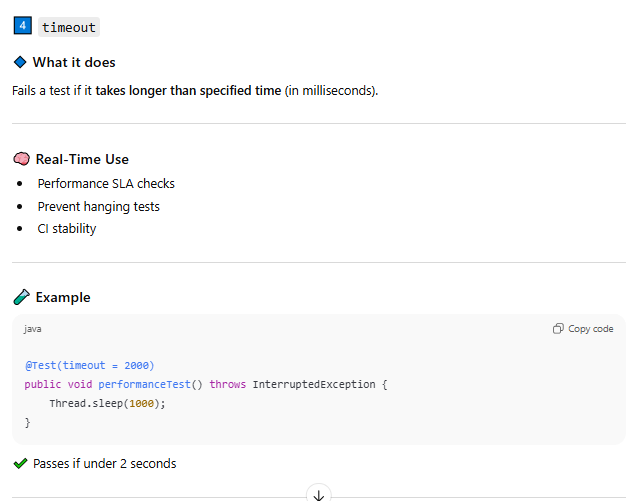 4 timeout
What it does
Fails a test if it takes longer than specified time (in milliseconds).
Real-Time Use
Performance SLA checks
Prevent hanging tests
CI stability
Example
java Copy code
@Test(timeout = 2000)
public void performanceTest() throws InterruptedException {
    Thread.sleep(1000);
}
Passes if under 2 seconds